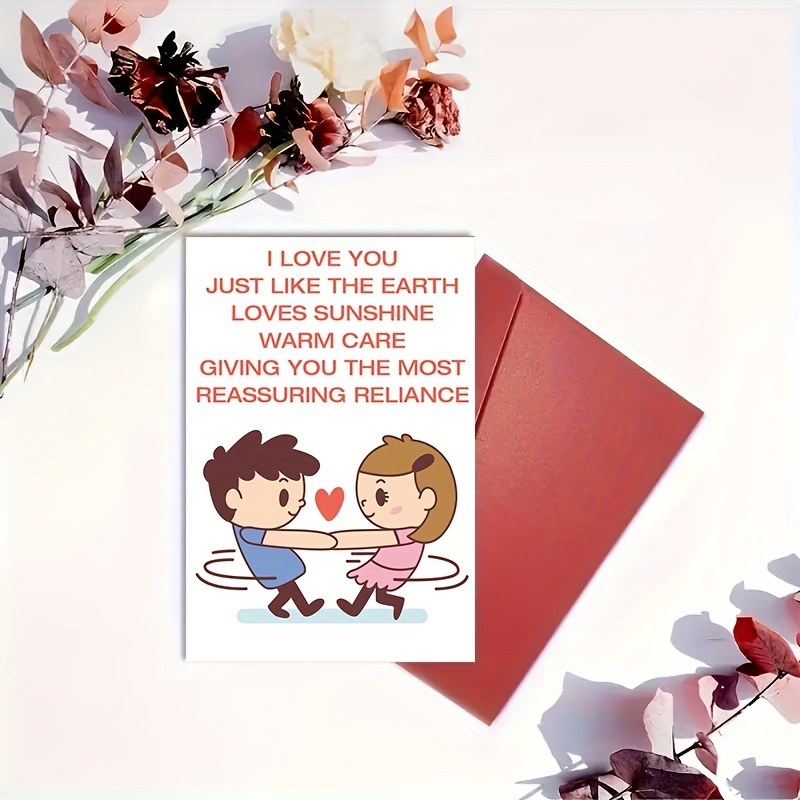 I LOVE YOU
JUST LIKE THE EARTH
LOVES SUNSHINE
WARM CARE
GIVING YOU THE MOST
REASSURING RELIANCE